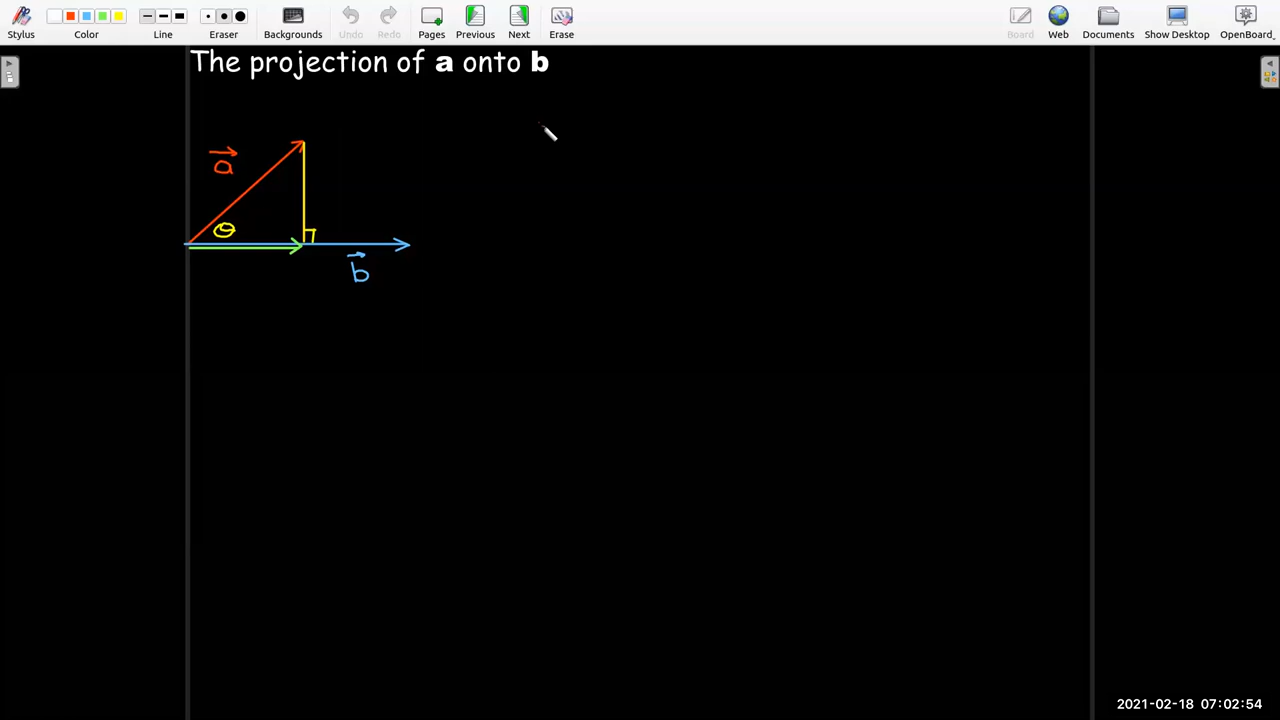 Stylus Color Line Eraser Backgrounds Undo Redo Pages Previous Next Erase Board Web Documents Show Desktop OpenBoard
The projection of a onto b
a
θ
b
2021-02-18 07:02:54